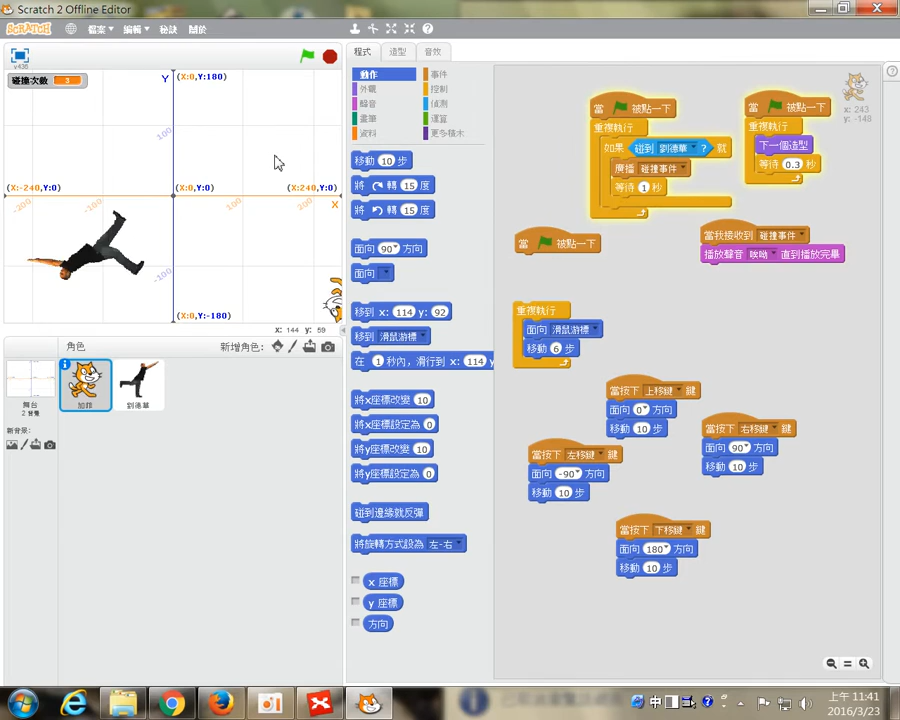 Scratch 2 Offline Editor
SCRATCH
檔案▼ 編輯▼ 秘訣 關於
v436
程式 造型 音效
碰撞次數 3
Y (X:0,Y:180)
100
(X:-240,Y:0) (X:0,Y:0) (X:240,Y:0)
-200 -100 100 200 X
-100
(X:0,Y:-180)
x: 144 y: 59
角色 新增角色:
舞台
2 背景
加菲
劉德華
新背景:
動作 事件
外觀 控制
聲音 偵測
畫筆 運算
資料 更多積木
移動 10 步
將 轉 15 度
將 轉 15 度
面向 90▼ 方向
面向
移到 x: 114 y: 92
移到 滑鼠游標
在 1 秒內，滑行到 x: 114 y
將x座標改變 10
將x座標設定為 0
將y座標改變 10
將y座標設定為 0
碰到邊緣就反彈
將旋轉方式設為 左-右
x 座標
y 座標
方向
x: 243
y: -148
當 被點一下
重複執行
如果 碰到 劉德華 ? 就
廣播 碰撞事件
等待 1 秒
當 被點一下
重複執行
下一個造型
等待 0.3 秒
當我接收到 碰撞事件
播放聲音 直到播放完畢
當 被點一下
重複執行
面向 滑鼠游標
移動 6 步
當按下 上移鍵 鍵
面向 0▼ 方向
移動 10 步
當按下 右移鍵 鍵
面向 90▼ 方向
移動 10 步
當按下 左移鍵 鍵
面向 -90▼ 方向
移動 10 步
當按下 下移鍵 鍵
面向 180▼ 方向
移動 10 步
中
上午 11:41
2016/3/23